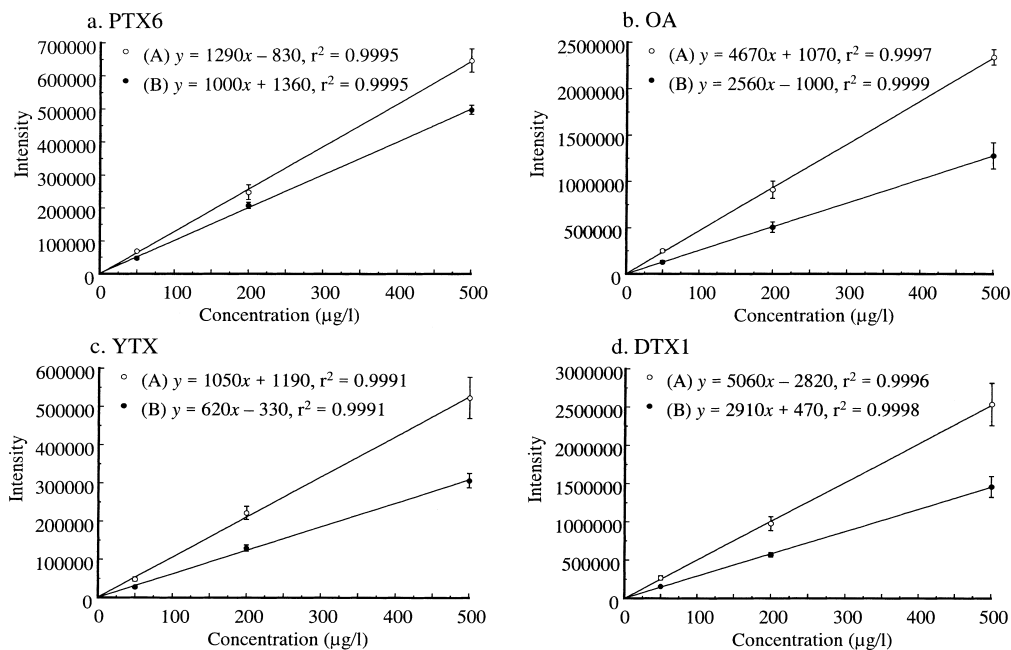 a. PTX6
700000
600000
500000
400000
300000
200000
100000
0
Intensity
(A) y = 1290x – 830, r² = 0.9995
(B) y = 1000x + 1360, r² = 0.9995
0 100 200 300 400 500
Concentration (µg/l)
b. OA
2500000
2000000
1500000
1000000
500000
0
Intensity
(A) y = 4670x + 1070, r² = 0.9997
(B) y = 2560x – 1000, r² = 0.9999
0 100 200 300 400 500
Concentration (µg/l)
c. YTX
600000
500000
400000
300000
200000
100000
0
Intensity
(A) y = 1050x + 1190, r² = 0.9991
(B) y = 620x – 330, r² = 0.9991
0 100 200 300 400 500
Concentration (µg/l)
d. DTX1
3000000
2500000
2000000
1500000
1000000
500000
0
Intensity
(A) y = 5060x – 2820, r² = 0.9996
(B) y = 2910x + 470, r² = 0.9998
0 100 200 300 400 500
Concentration (µg/l)